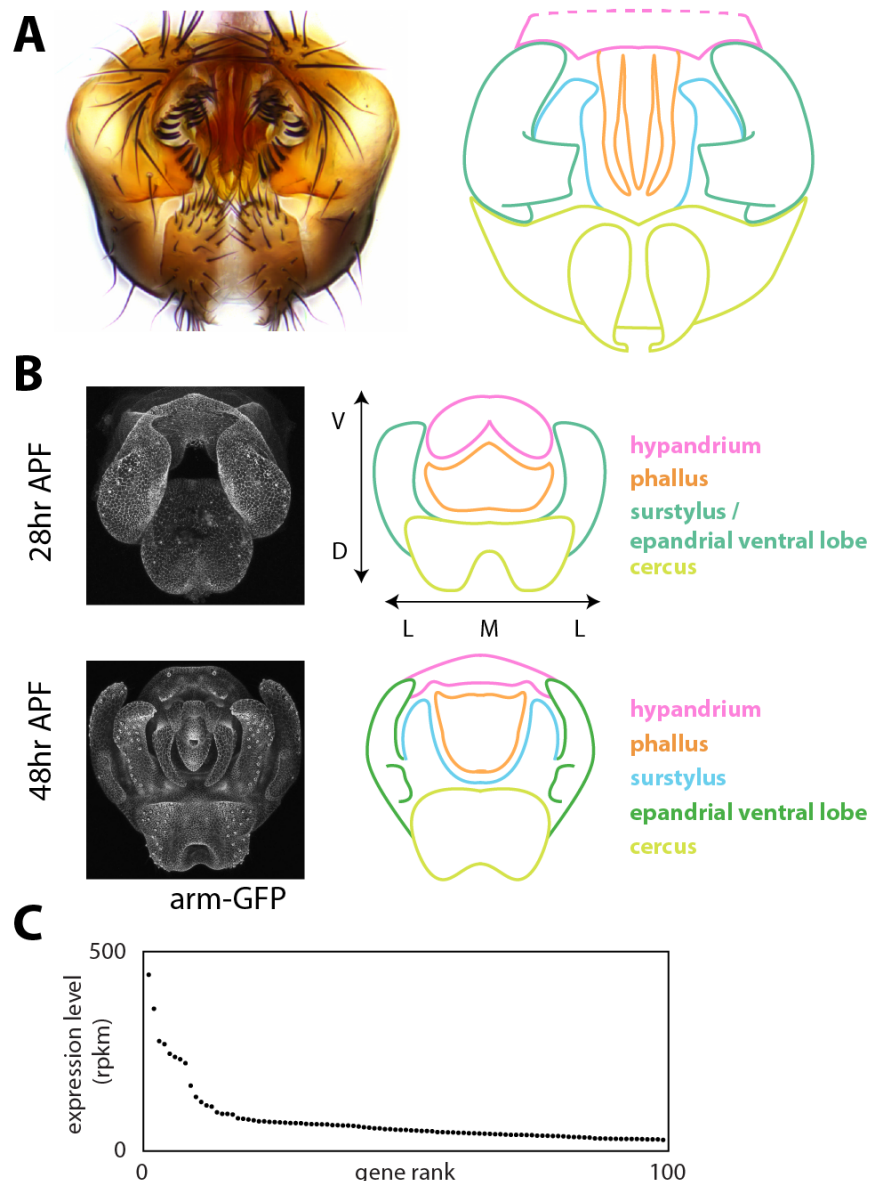 A
B
28hr APF
V
D
L M L
hypandrium
phallus
surstylus /
epandrial ventral lobe
cercus
48hr APF
arm-GFP
hypandrium
phallus
surstylus
epandrial ventral lobe
cercus
C
500
expression level
(rpkm)
0
0 gene rank 100